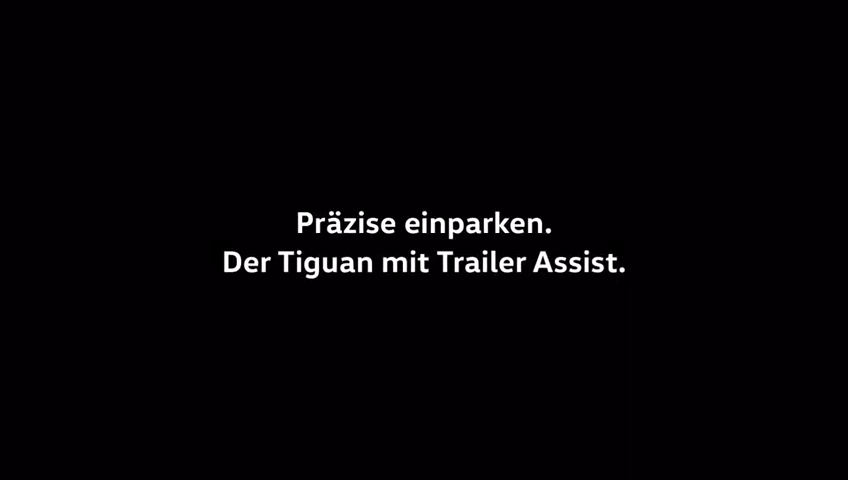 Präzise einparken.
Der Tiguan mit Trailer Assist.